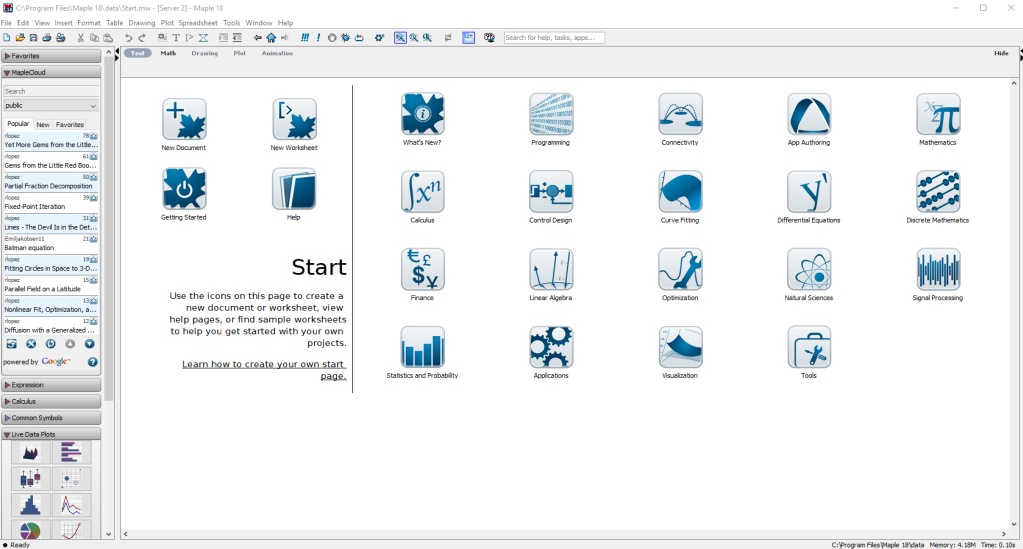 C:\Program Files\Maple 18\data\Start.mw - [Server 2] - Maple 18
File Edit View Insert Format Table Drawing Plot Spreadsheet Tools Window Help
Search for help, tasks, apps...
Text Math Drawing Plot Animation Hide
Favorites
MapleCloud
Search
public
Popular New Favorites
rlopez 78
Yet More Gems from the Little...
rlopez 61
Gems from the Little Red Boo...
rlopez 50
Partial Fraction Decomposition
rlopez 39
Fixed-Point Iteration
rlopez 31
Lines - The Devil Is in the Det...
Emiljakobsen11 21
Batman equation
rlopez 19
Fitting Circles in Space to 3-D...
rlopez 15
Parallel Field on a Latitude
rlopez 13
Nonlinear Fit, Optimization, a...
rlopez 12
Diffusion with a Generalized ...
powered by Google™
Expression
Calculus
Common Symbols
Live Data Plots
New Document New Worksheet
Getting Started Help
Start
Use the icons on this page to create a
new document or worksheet, view
help pages, or find sample worksheets
to help you get started with your own
projects.
Learn how to create your own start
page.
What's New? Programming Connectivity App Authoring Mathematics
Calculus Control Design Curve Fitting Differential Equations Discrete Mathematics
Finance Linear Algebra Optimization Natural Sciences Signal Processing
Statistics and Probability Applications Visualization Tools
Ready
C:\Program Files\Maple 18\data Memory: 4.18M Time: 0.10s